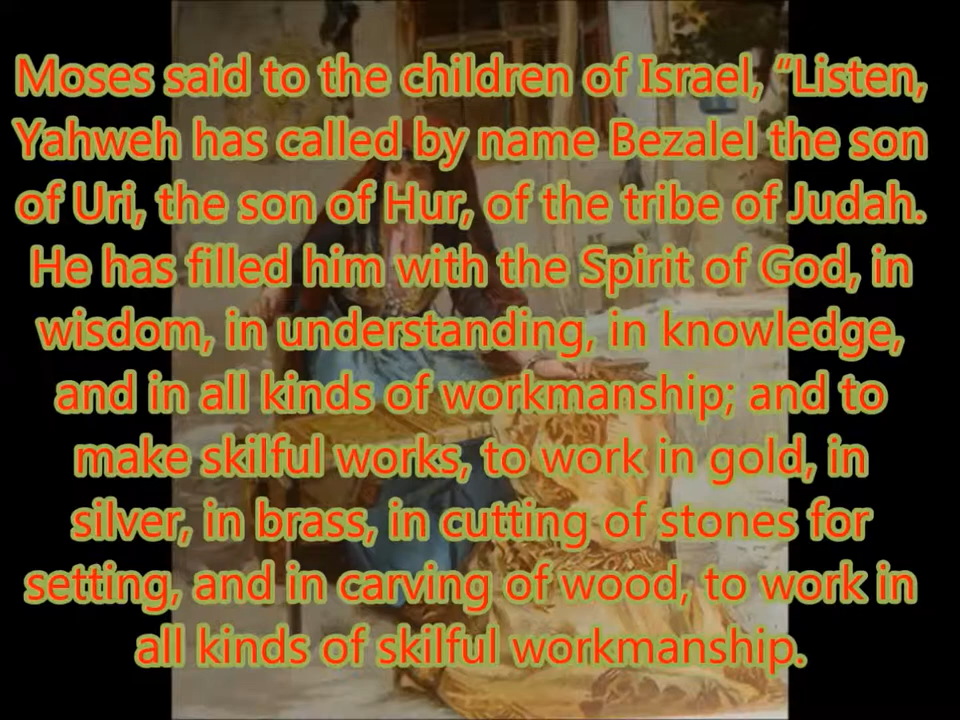 Moses said to the children of Israel, “Listen,
Yahweh has called by name Bezalel the son
of Uri, the son of Hur, of the tribe of Judah.
He has filled him with the Spirit of God, in
wisdom, in understanding, in knowledge,
and in all kinds of workmanship; and to
make skilful works, to work in gold, in
silver, in brass, in cutting of stones for
setting, and in carving of wood, to work in
all kinds of skilful workmanship.